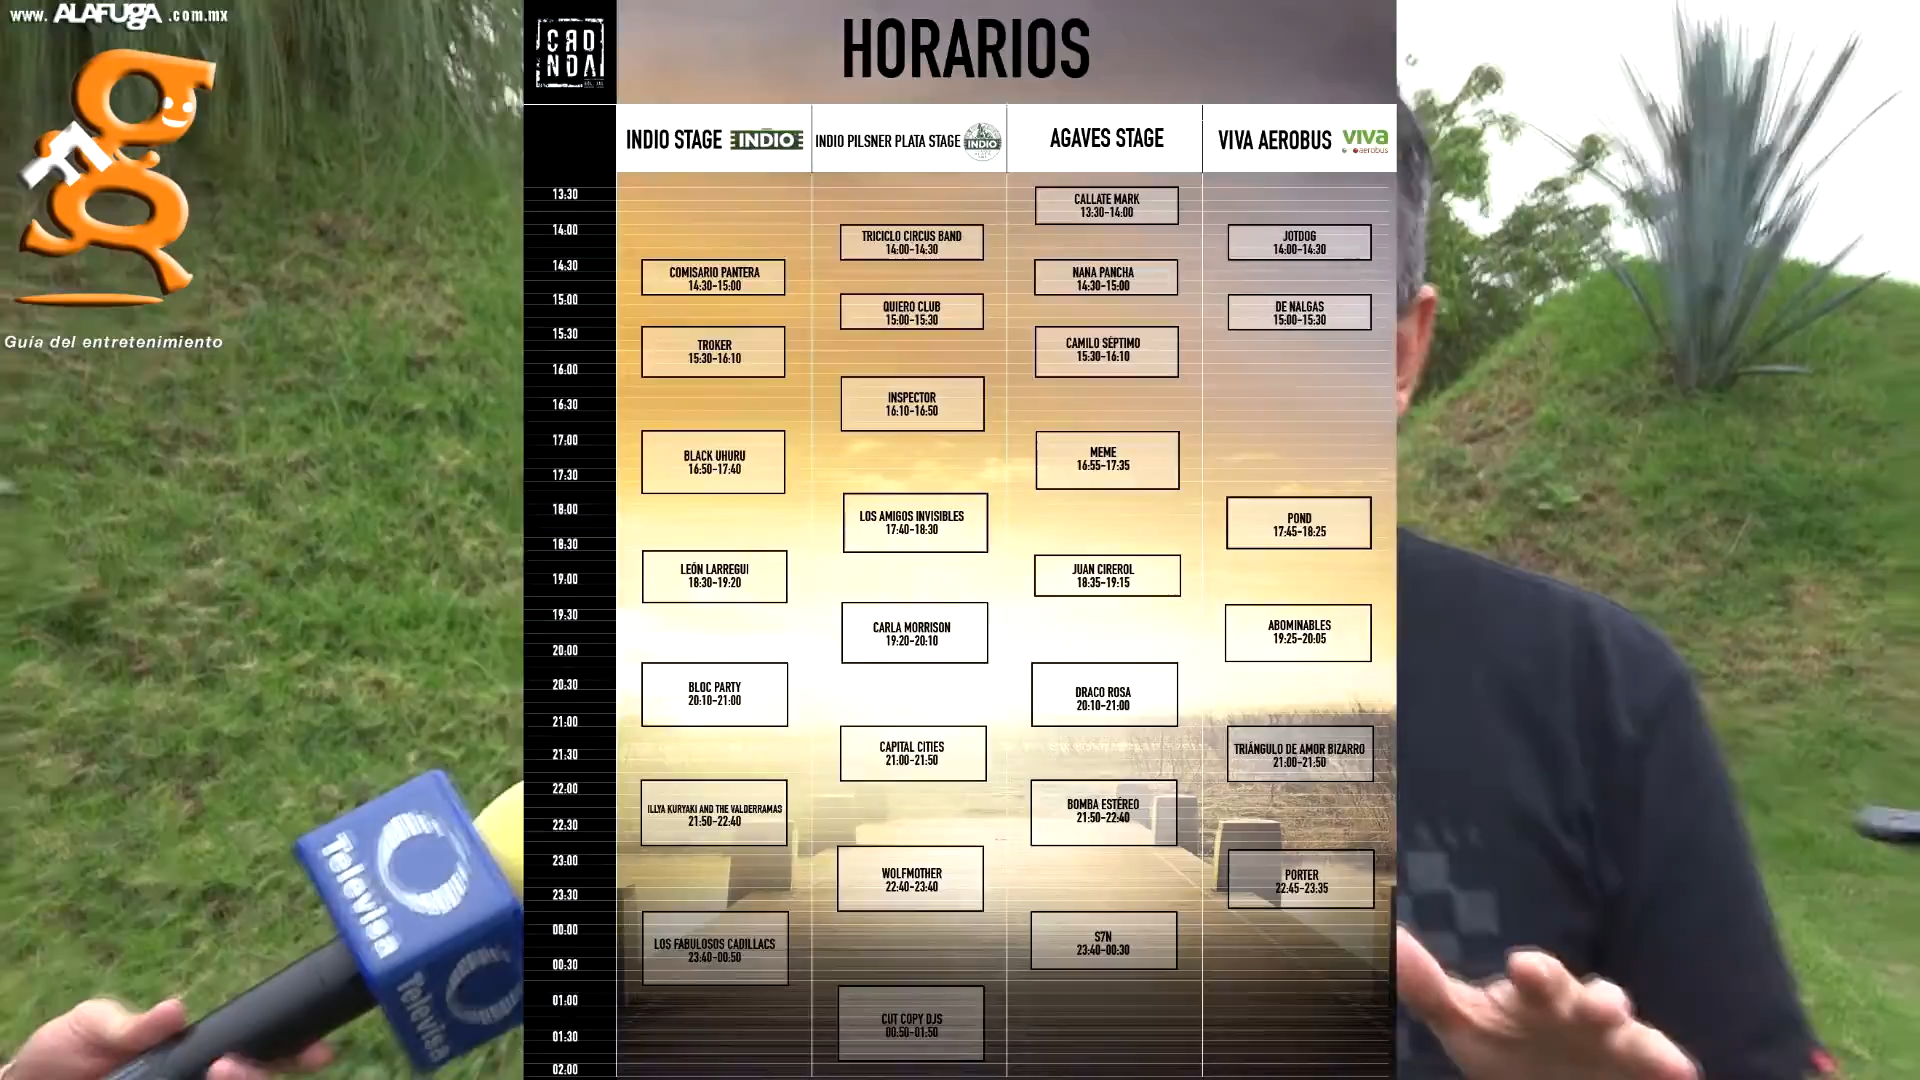 www. ALAFUGA .com.mx
Guía del entretenimiento
CRO
NDA
HORARIOS
INDIO STAGE INDIO
INDIO PILSNER PLATA STAGE INDIO
AGAVES STAGE
VIVA AEROBUS viva
aerobus
13:30
14:00
14:30
15:00
15:30
16:00
16:30
17:00
17:30
18:00
18:30
19:00
19:30
20:00
20:30
21:00
21:30
22:00
22:30
23:00
23:30
00:00
00:30
01:00
01:30
02:00
COMISARIO PANTERA
14:30-15:00
TROKER
15:30-16:10
BLACK UHURU
16:50-17:40
LEÓN LARREGUI
18:30-19:20
BLOC PARTY
20:10-21:00
ILLYA KURYAKI AND THE VALDERRAMAS
21:50-22:40
LOS FABULOSOS CADILLACS
23:40-00:50
TRICICLO CIRCUS BAND
14:00-14:30
QUIERO CLUB
15:00-15:30
INSPECTOR
16:10-16:50
LOS AMIGOS INVISIBLES
17:40-18:30
CARLA MORRISON
19:20-20:10
CAPITAL CITIES
21:00-21:50
WOLFMOTHER
22:40-23:40
CUT COPY DJS
00:50-01:50
CALLATE MARK
13:30-14:00
NANA PANCHA
14:30-15:00
CAMILO SÉPTIMO
15:30-16:10
MEME
16:55-17:35
JUAN CIREROL
18:35-19:15
DRACO ROSA
20:10-21:00
BOMBA ESTÉREO
21:50-22:40
S7N
23:40-00:30
JOTDOG
14:00-14:30
DE NALGAS
15:00-15:30
POND
17:45-18:25
ABOMINABLES
19:25-20:05
TRIÁNGULO DE AMOR BIZARRO
21:00-21:50
PORTER
22:45-23:35
Televisa
Televisa